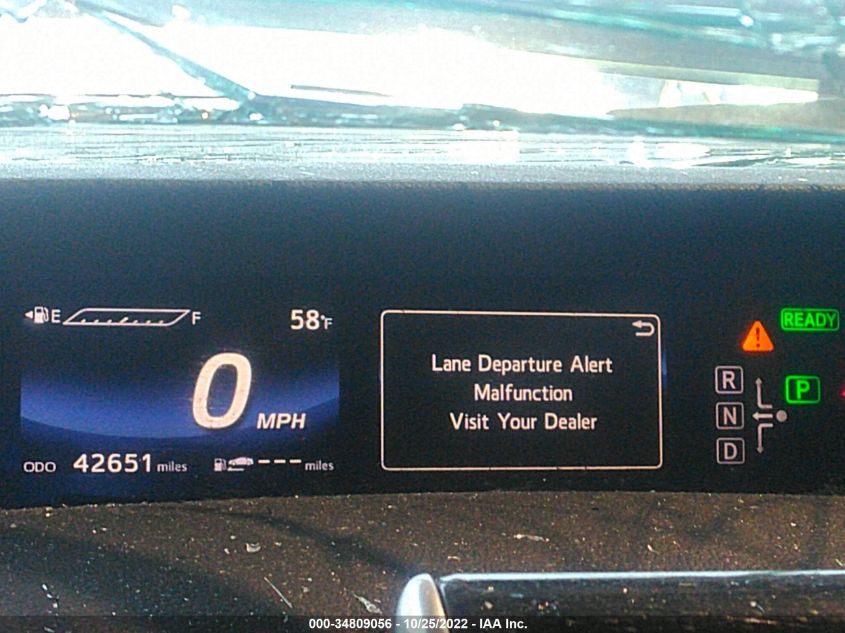 E F
58°F
0 MPH
ODO 42651 miles
--- miles
Lane Departure Alert
Malfunction
Visit Your Dealer
!
READY
R
N
D
P
000-34809056 - 10/25/2022 - IAA Inc.